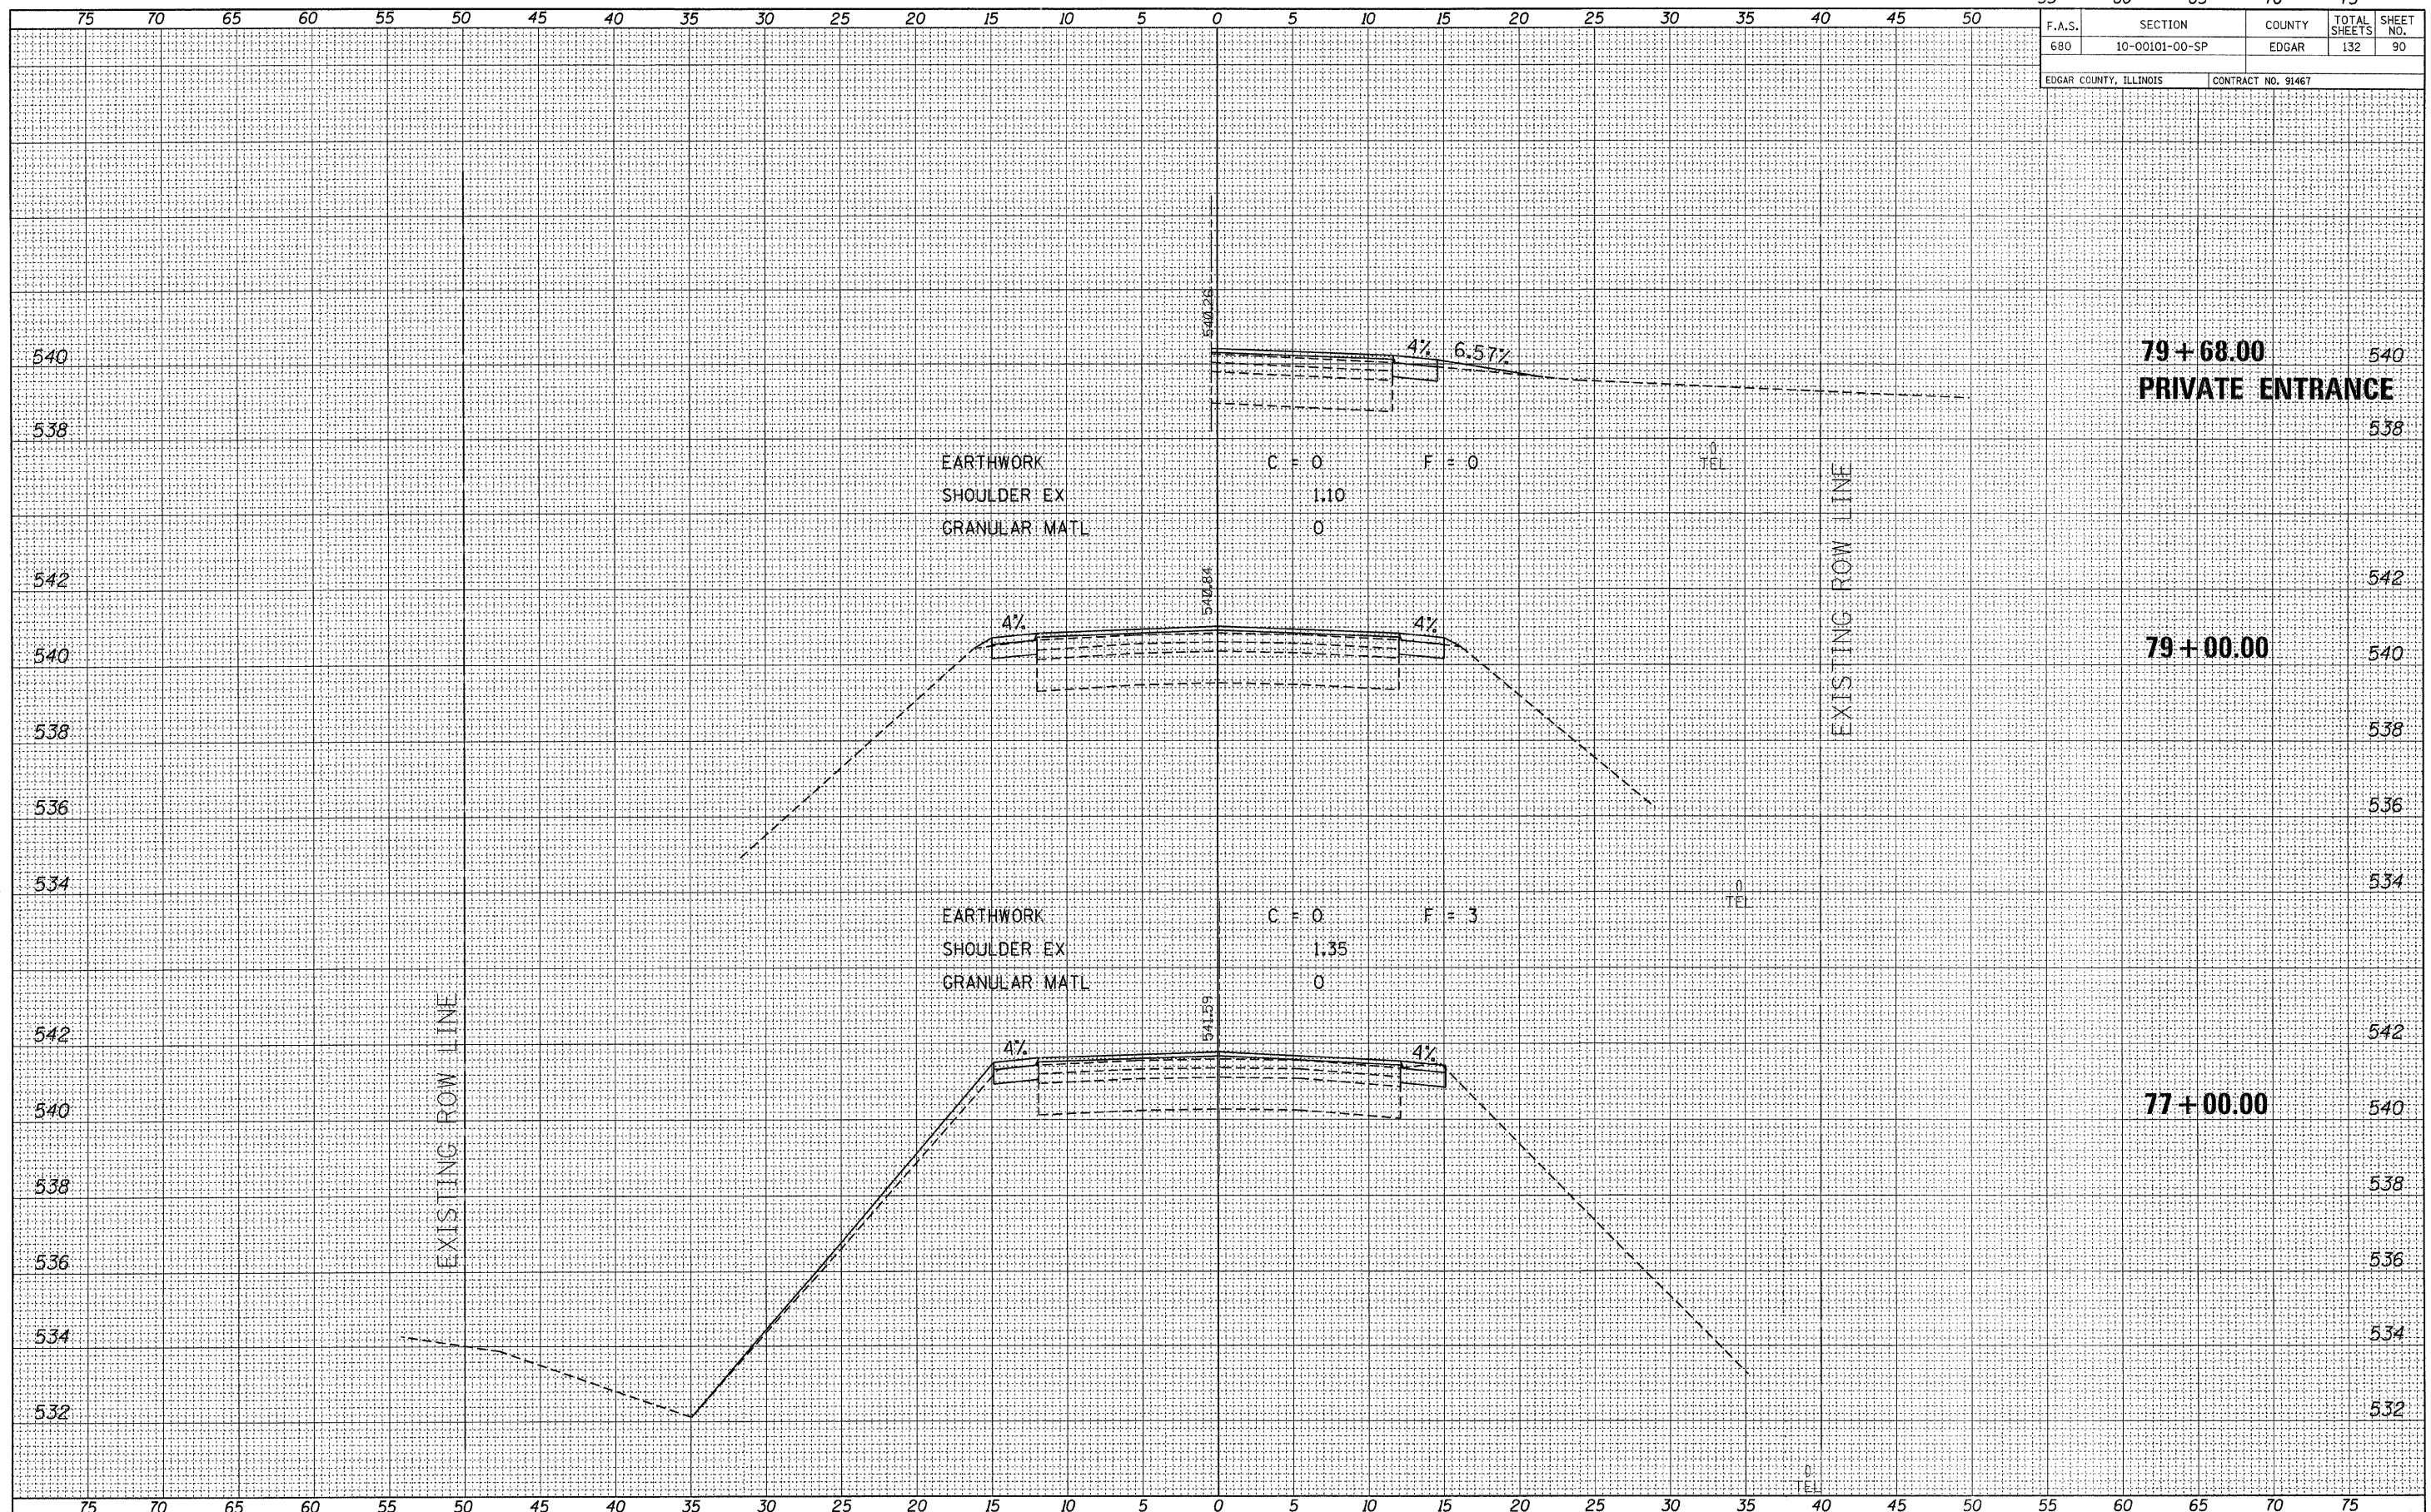 75 70 65 60 55 50 45 40 35 30 25 20 15 10 5 0 5 10 15 20 25 30 35 40 45 50
F.A.S. SECTION COUNTY TOTAL SHEETS SHEET NO.
680 10-00101-00-SP EDGAR 132 90
EDGAR COUNTY, ILLINOIS CONTRACT NO. 91467
540.26
540 4% 6.57% 79+68.00 540
PRIVATE ENTRANCE
538 538
EARTHWORK C = 0 F = 0
TEL
SHOULDER EX 1.10
GRANULAR MATL 0
EXISTING ROW LINE
540.84
542 542
4% 4%
540 79+00.00 540
538 538
536 536
534 534
TEL
EARTHWORK C = 0 F = 3
SHOULDER EX 1.35
GRANULAR MATL 0
EXISTING ROW LINE
541.59
542 542
4% 4%
540 77+00.00 540
538 538
536 536
534 534
532 532
TEL
75 70 65 60 55 50 45 40 35 30 25 20 15 10 5 0 5 10 15 20 25 30 35 40 45 50 55 60 65 70 75